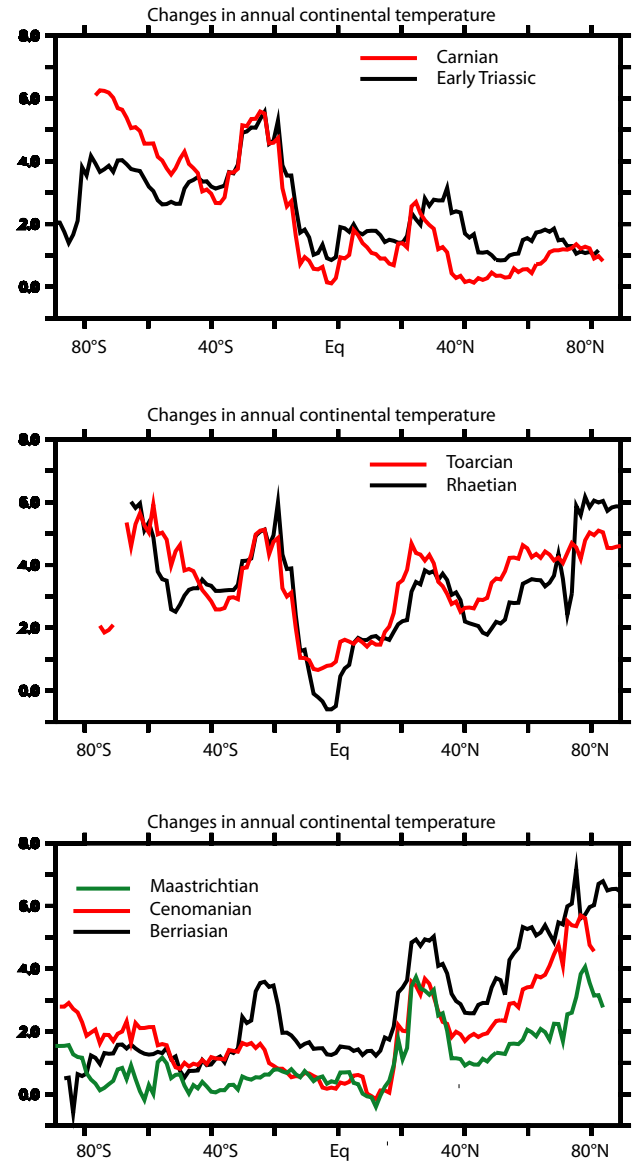 Changes in annual continental temperature
8.0
Carnian
Early Triassic
6.0
4.0
2.0
0.0
80°S 40°S Eq 40°N 80°N
Changes in annual continental temperature
8.0
Toarcian
Rhaetian
6.0
4.0
2.0
0.0
80°S 40°S Eq 40°N 80°N
Changes in annual continental temperature
8.0
Maastrichtian
Cenomanian
6.0
Berriasian
4.0
2.0
0.0
80°S 40°S Eq 40°N 80°N